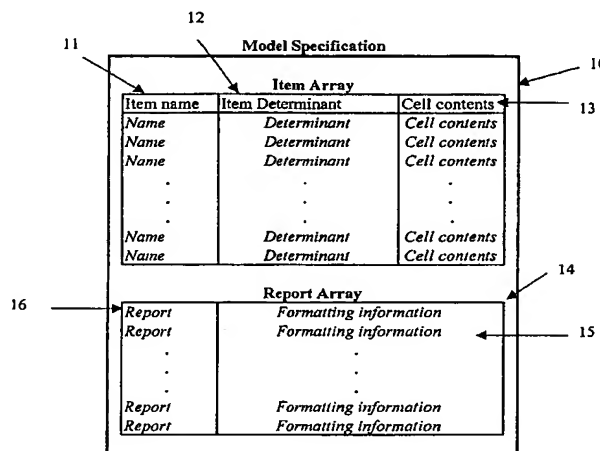 12
11
Model Specification
Item Array
Item name Item Determinant Cell contents
13
Name Determinant Cell contents
Name Determinant Cell contents
Name Determinant Cell contents
. . .
. . .
. . .
Name Determinant Cell contents
Name Determinant Cell contents
14
Report Array
16
Report Formatting information
Report Formatting information
15
. .
. .
. .
Report Formatting information
Report Formatting information